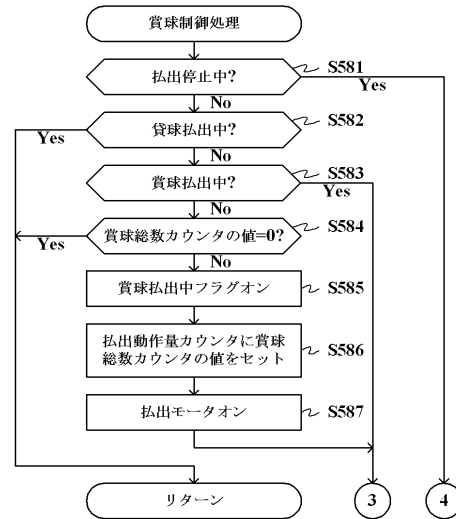 賞球制御処理
払出停止中?
S581
Yes
No
貸球払出中?
S582
Yes
No
賞球払出中?
S583
Yes
No
賞球総数カウンタの値=0?
S584
Yes
No
賞球払出中フラグオン
S585
払出動作量カウンタに賞球
総数カウンタの値をセット
S586
払出モータオン
S587
リターン
3
4